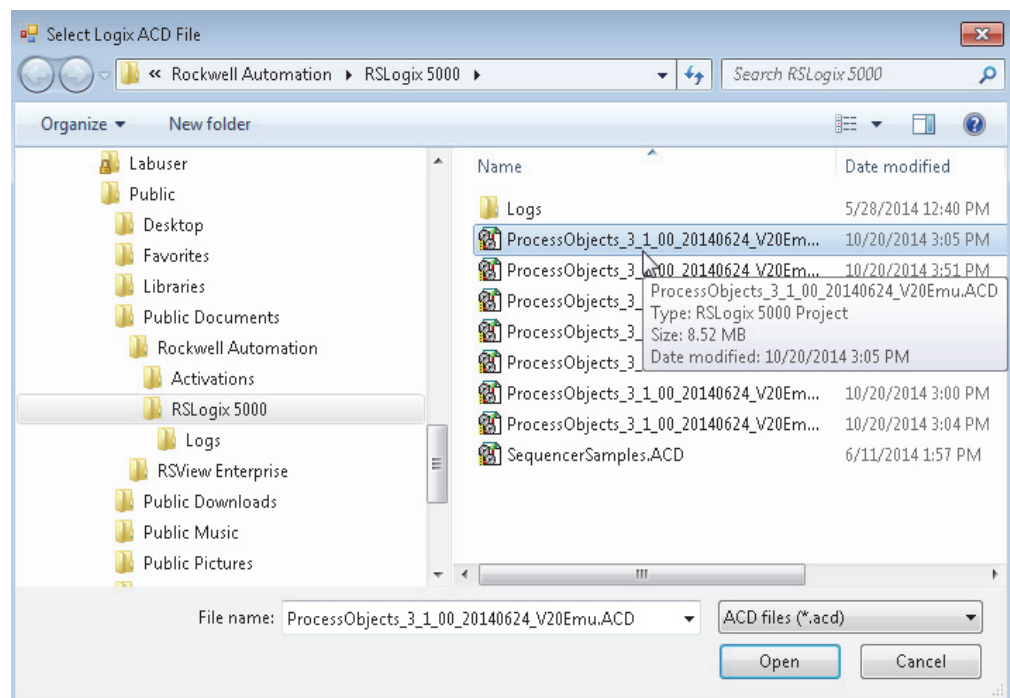 Select Logix ACD File
« Rockwell Automation ▸ RSLogix 5000 ▸
Search RSLogix 5000
Organize ▾ New folder
Labuser
Public
Desktop
Favorites
Libraries
Public Documents
Rockwell Automation
Activations
RSLogix 5000
Logs
RSView Enterprise
Public Downloads
Public Music
Public Pictures
Name Date modified
Logs 5/28/2014 12:40 PM
ProcessObjects_3_1_00_20140624_V20Em... 10/20/2014 3:05 PM
ProcessObjects_3_1_00_20140624_V20Em... 10/20/2014 3:51 PM
ProcessObjects_3_
ProcessObjects_3_
ProcessObjects_3_
ProcessObjects_3_1_00_20140624_V20Em... 10/20/2014 3:00 PM
ProcessObjects_3_1_00_20140624_V20Em... 10/20/2014 3:04 PM
SequencerSamples.ACD 6/11/2014 1:57 PM
ProcessObjects_3_1_00_20140624_V20Emu.ACD
Type: RSLogix 5000 Project
Size: 8.52 MB
Date modified: 10/20/2014 3:05 PM
File name: ProcessObjects_3_1_00_20140624_V20Emu.ACD
ACD files (*.acd)
Open Cancel